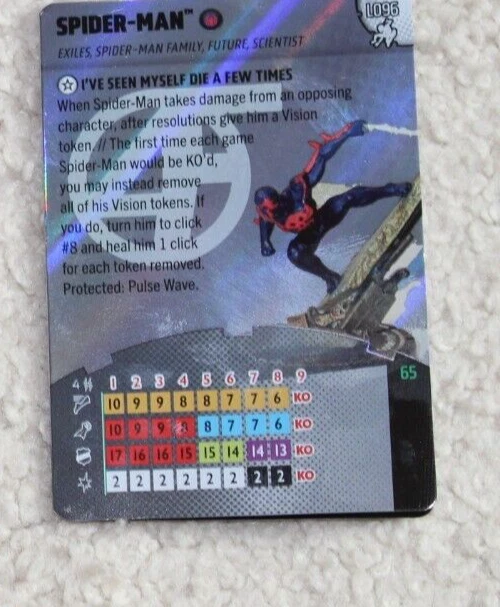 SPIDER-MAN™
L096
EXILES, SPIDER-MAN FAMILY, FUTURE, SCIENTIST
I'VE SEEN MYSELF DIE A FEW TIMES
When Spider-Man takes damage from an opposing
character, after resolutions give him a Vision
token. // The first time each game
Spider-Man would be KO'd,
you may instead remove
all of his Vision tokens. If
you do, turn him to click
#8 and heal him 1 click
for each token removed.
Protected: Pulse Wave.
65
4 1 2 3 4 5 6 7 8 9
10 9 9 8 8 7 7 6 KO
10 9 9 8 8 7 7 6 KO
17 16 16 15 15 14 14 13 KO
2 2 2 2 2 2 2 2 KO